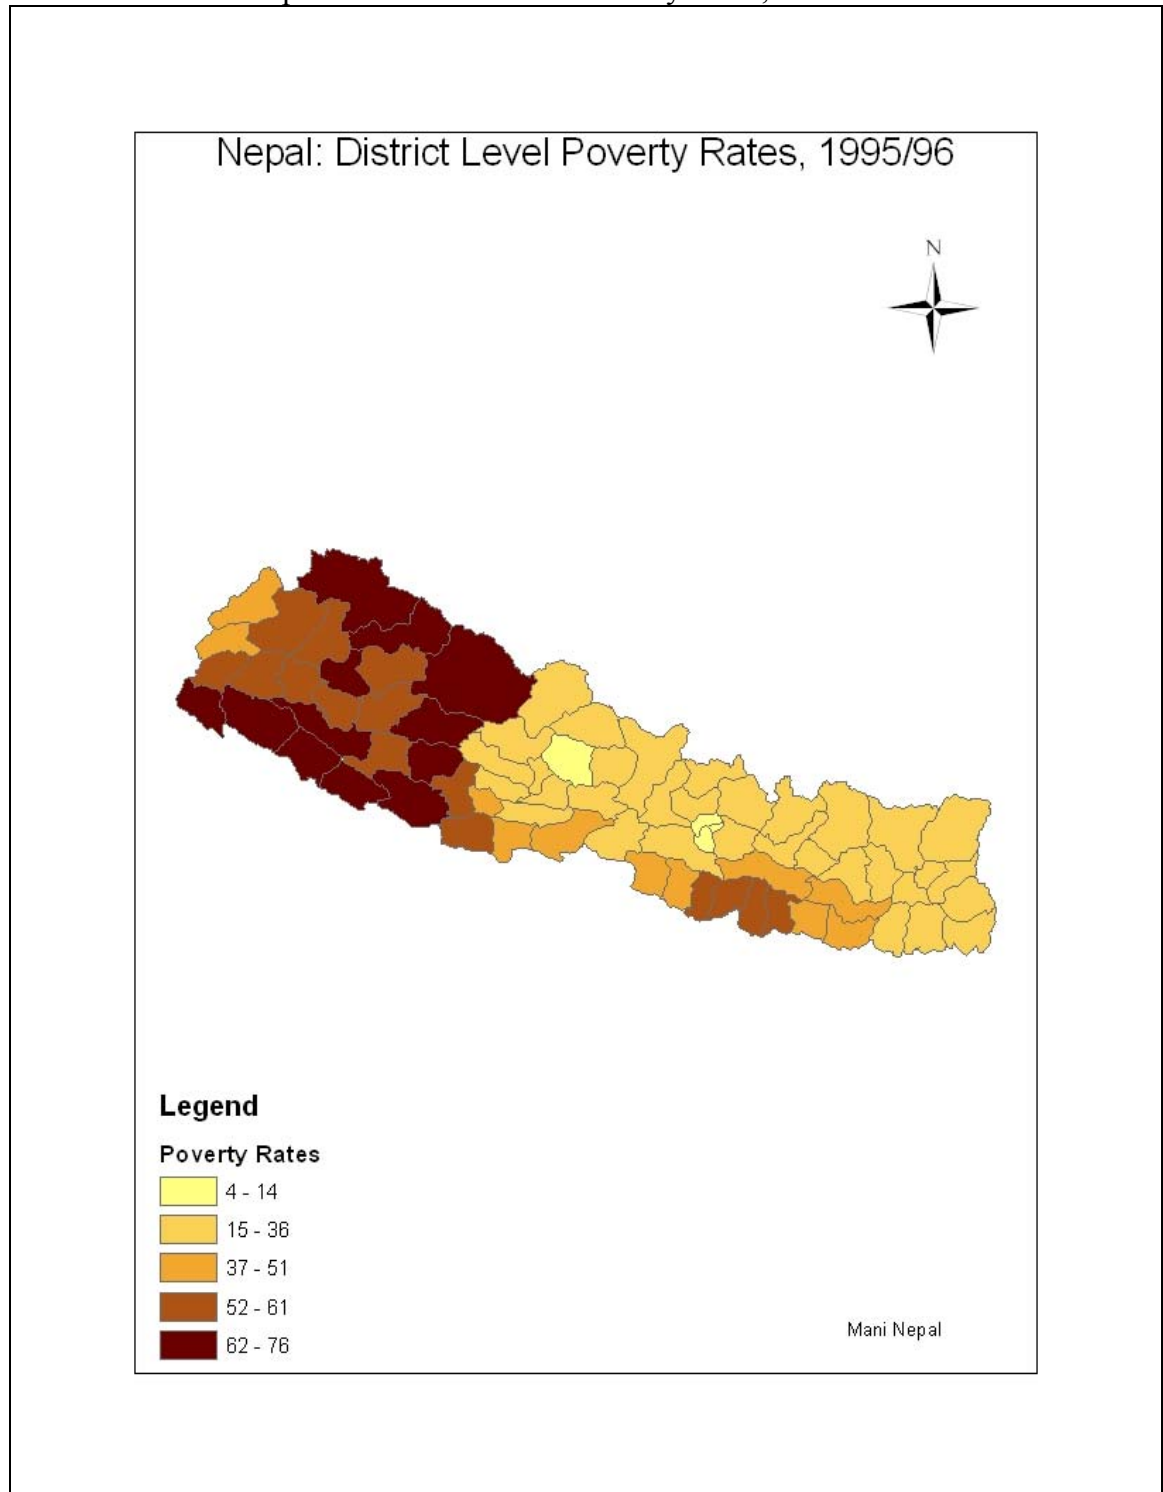 Nepal: District Level Poverty Rates, 1995/96
N
Legend
Poverty Rates
4 - 14
15 - 36
37 - 51
52 - 61
62 - 76
Mani Nepal